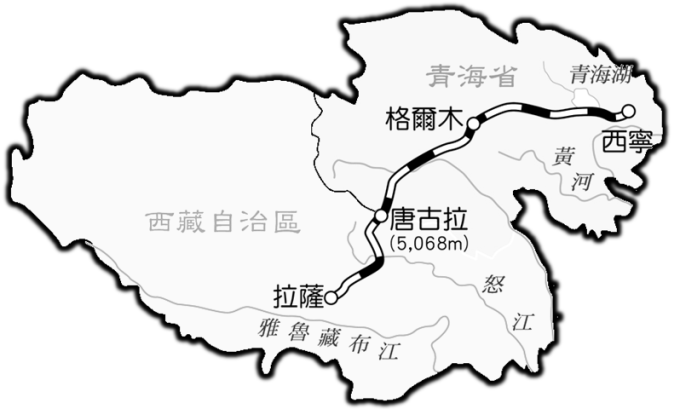 青海省
青海湖
格爾木
西寧
黃河
西藏自治區
唐古拉
(5,068m)
拉薩
怒江
雅魯藏布江